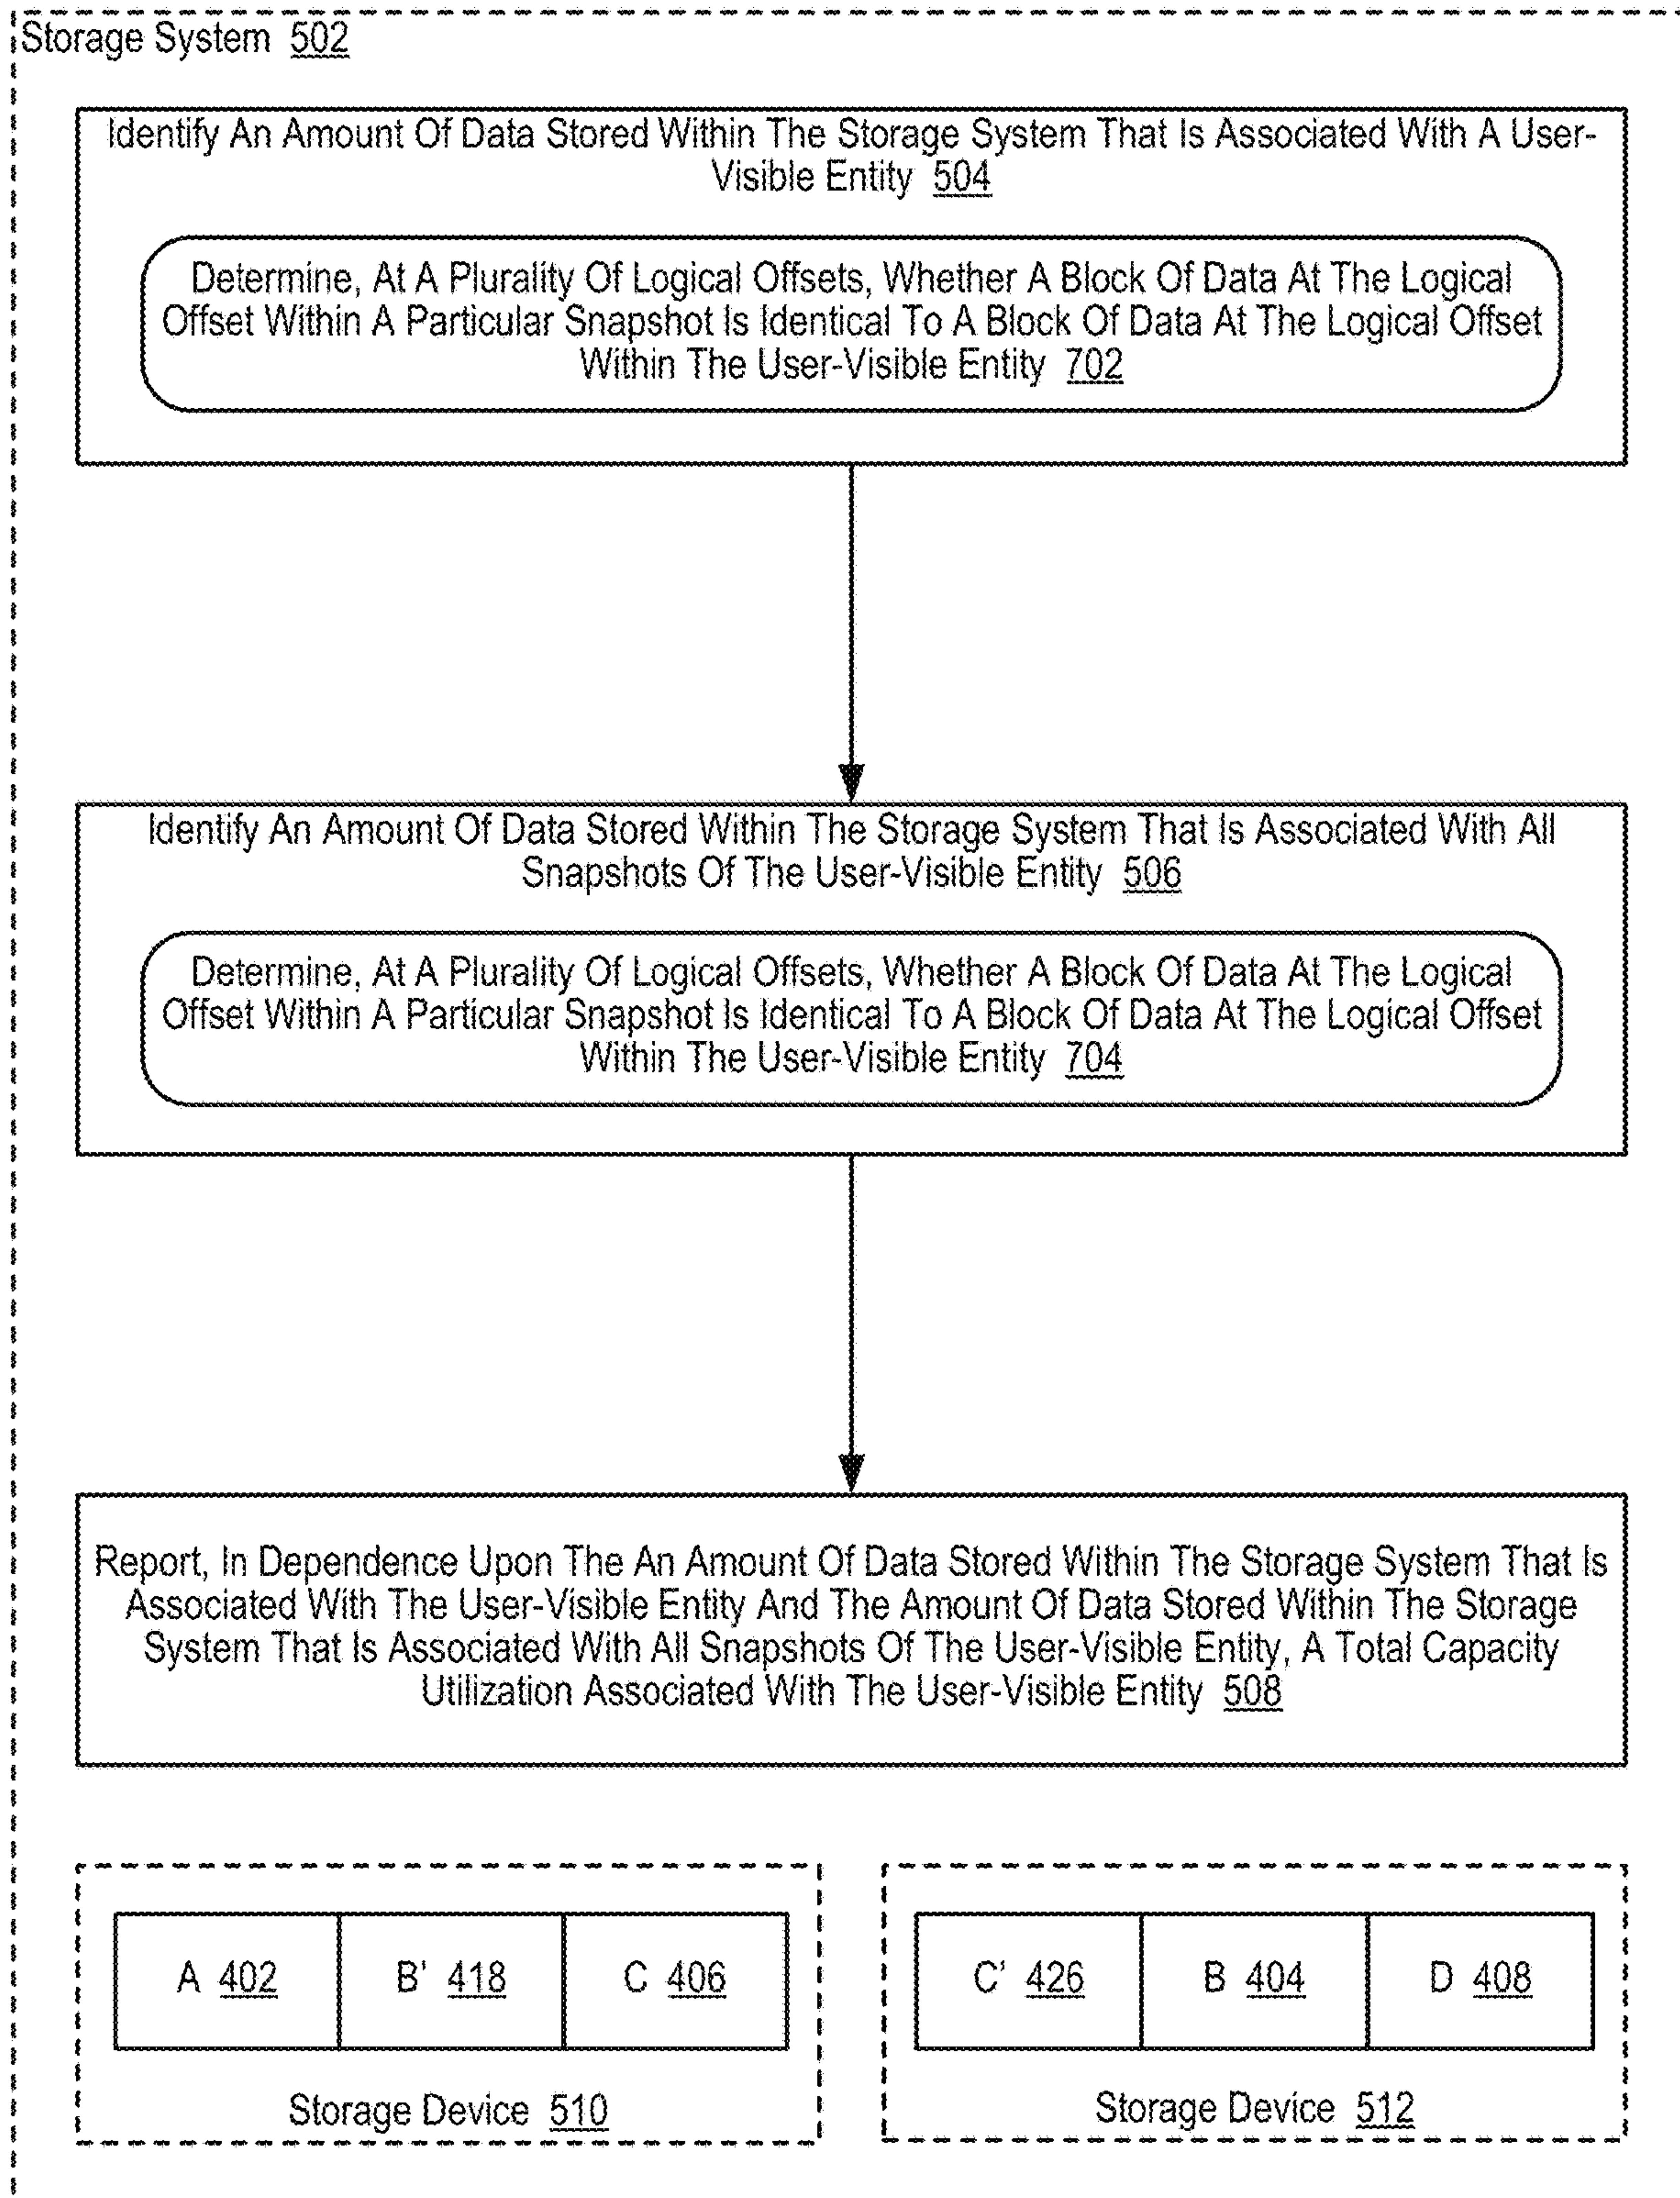 Storage System 502
Identify An Amount Of Data Stored Within The Storage System That Is Associated With A User-
Visible Entity 504
Determine, At A Plurality Of Logical Offsets, Whether A Block Of Data At The Logical
Offset Within A Particular Snapshot Is Identical To A Block Of Data At The Logical Offset
Within The User-Visible Entity 702
Identify An Amount Of Data Stored Within The Storage System That Is Associated With All
Snapshots Of The User-Visible Entity 506
Determine, At A Plurality Of Logical Offsets, Whether A Block Of Data At The Logical
Offset Within A Particular Snapshot Is Identical To A Block Of Data At The Logical Offset
Within The User-Visible Entity 704
Report, In Dependence Upon The An Amount Of Data Stored Within The Storage System That Is
Associated With The User-Visible Entity And The Amount Of Data Stored Within The Storage
System That Is Associated With All Snapshots Of The User-Visible Entity, A Total Capacity
Utilization Associated With The User-Visible Entity 508
A 402 B' 418 C 406
Storage Device 510
C' 426 B 404 D 408
Storage Device 512